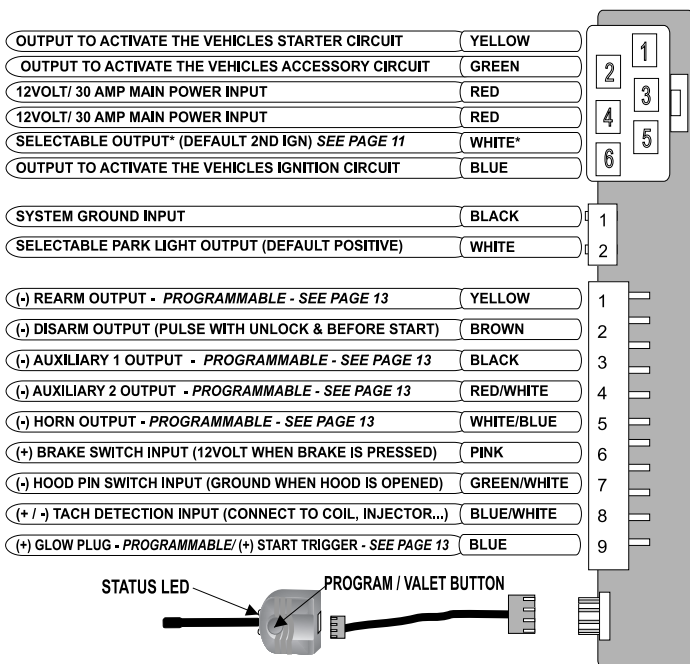 OUTPUT TO ACTIVATE THE VEHICLES STARTER CIRCUIT YELLOW 1
OUTPUT TO ACTIVATE THE VEHICLES ACCESSORY CIRCUIT GREEN 2
12VOLT/ 30 AMP MAIN POWER INPUT RED 3
12VOLT/ 30 AMP MAIN POWER INPUT RED 4
SELECTABLE OUTPUT* (DEFAULT 2ND IGN) SEE PAGE 11 WHITE* 5
OUTPUT TO ACTIVATE THE VEHICLES IGNITION CIRCUIT BLUE 6
SYSTEM GROUND INPUT BLACK 1
SELECTABLE PARK LIGHT OUTPUT (DEFAULT POSITIVE) WHITE 2
(-) REARM OUTPUT - PROGRAMMABLE - SEE PAGE 13 YELLOW 1
(-) DISARM OUTPUT (PULSE WITH UNLOCK & BEFORE START) BROWN 2
(-) AUXILIARY 1 OUTPUT - PROGRAMMABLE - SEE PAGE 13 BLACK 3
(-) AUXILIARY 2 OUTPUT - PROGRAMMABLE - SEE PAGE 13 RED/WHITE 4
(-) HORN OUTPUT - PROGRAMMABLE - SEE PAGE 13 WHITE/BLUE 5
(+) BRAKE SWITCH INPUT (12VOLT WHEN BRAKE IS PRESSED) PINK 6
(-) HOOD PIN SWITCH INPUT (GROUND WHEN HOOD IS OPENED) GREEN/WHITE 7
(+ / -) TACH DETECTION INPUT (CONNECT TO COIL, INJECTOR...) BLUE/WHITE 8
(+) GLOW PLUG - PROGRAMMABLE/ (+) START TRIGGER - SEE PAGE 13 BLUE 9
STATUS LED PROGRAM / VALET BUTTON